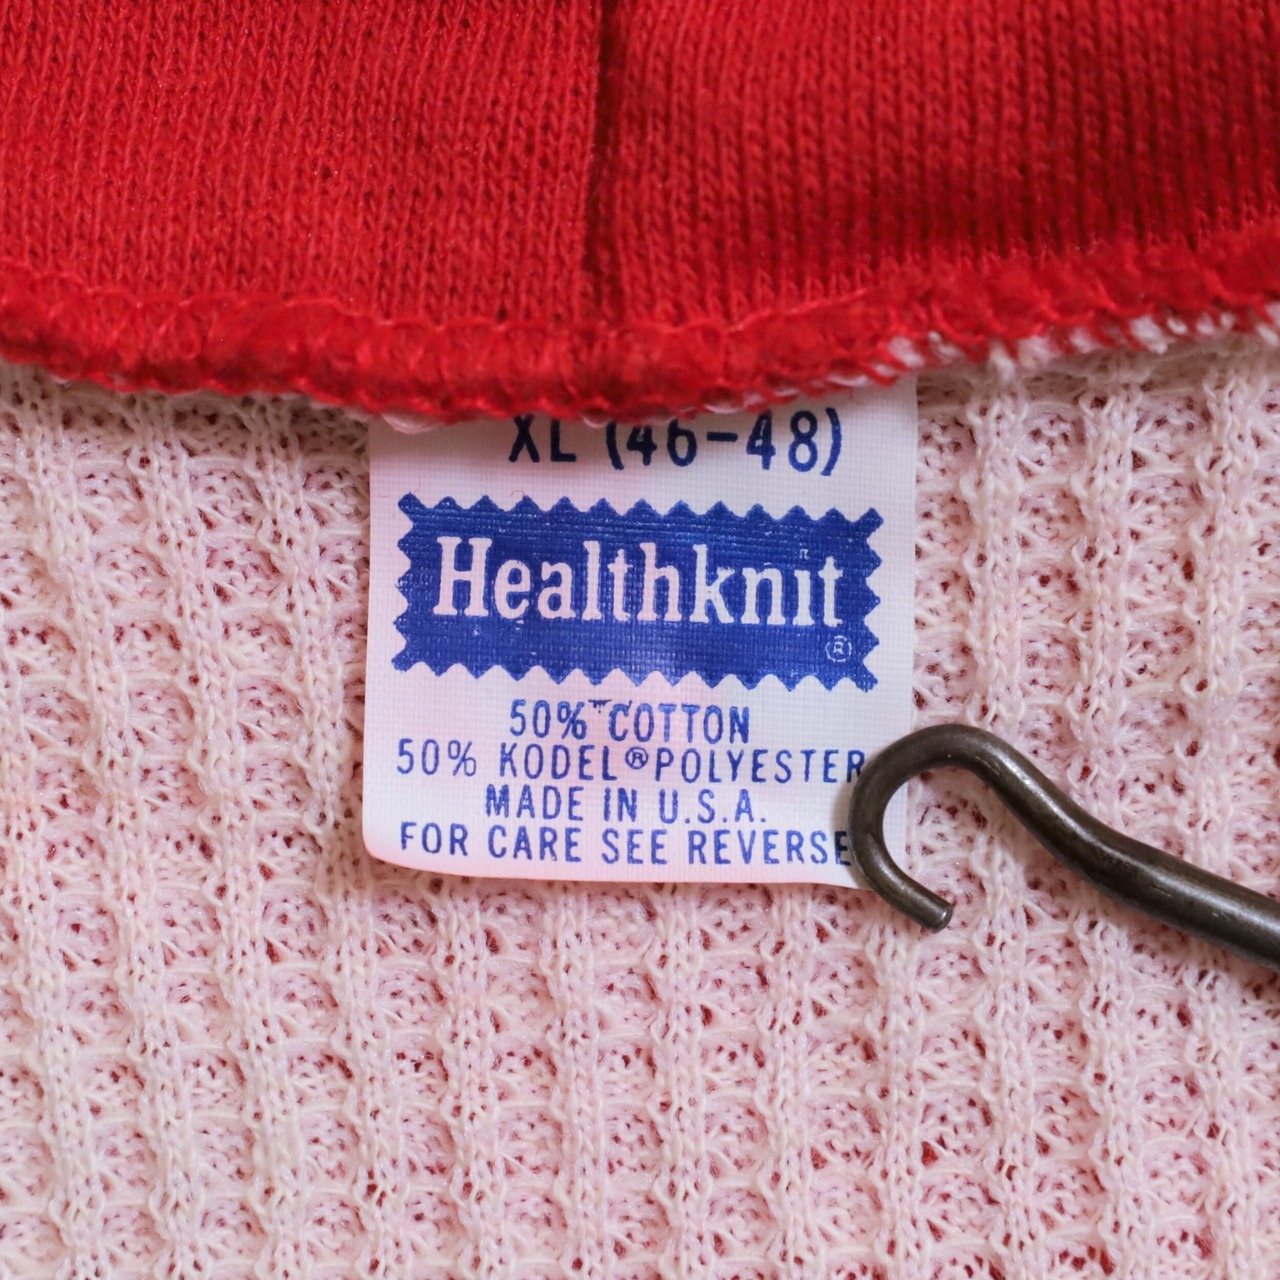 XL (46-48)
Healthknit
®
50% COTTON
50% KODEL® POLYESTER
MADE IN U.S.A.
FOR CARE SEE REVERSE